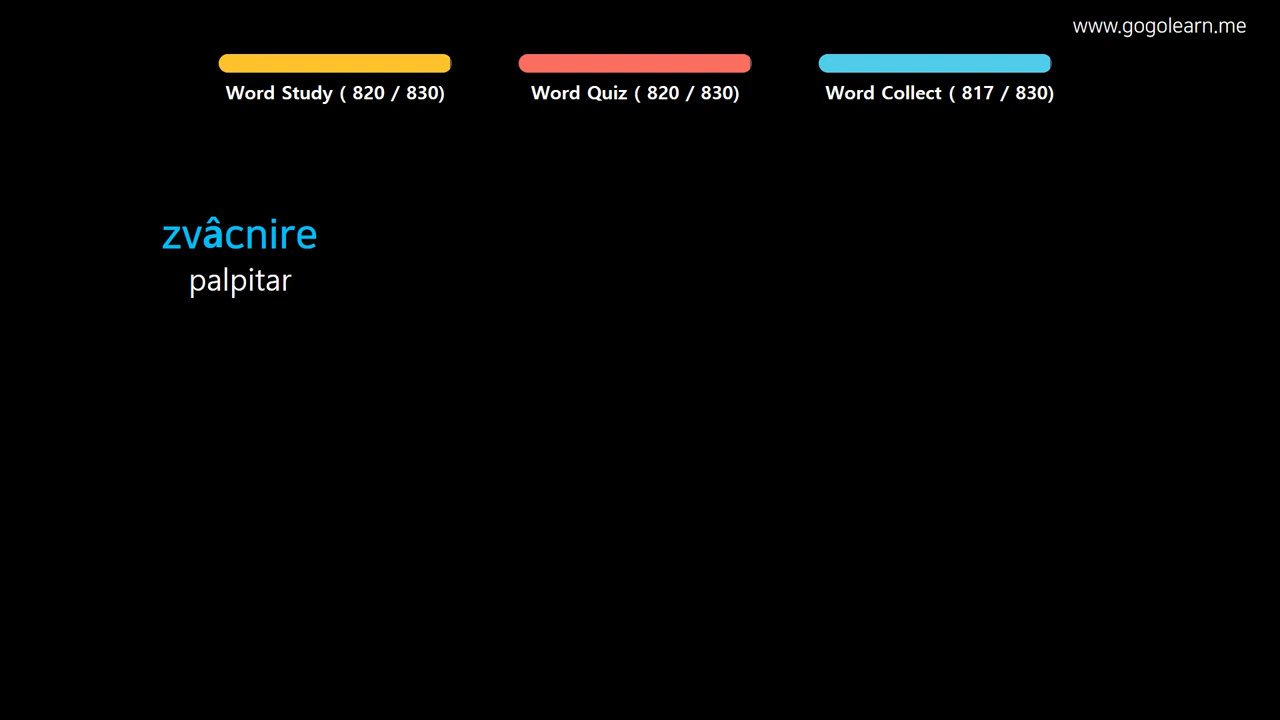 www.gogolearn.me
Word Study ( 820 / 830)
Word Quiz ( 820 / 830)
Word Collect ( 817 / 830)
zvâcnire
palpitar